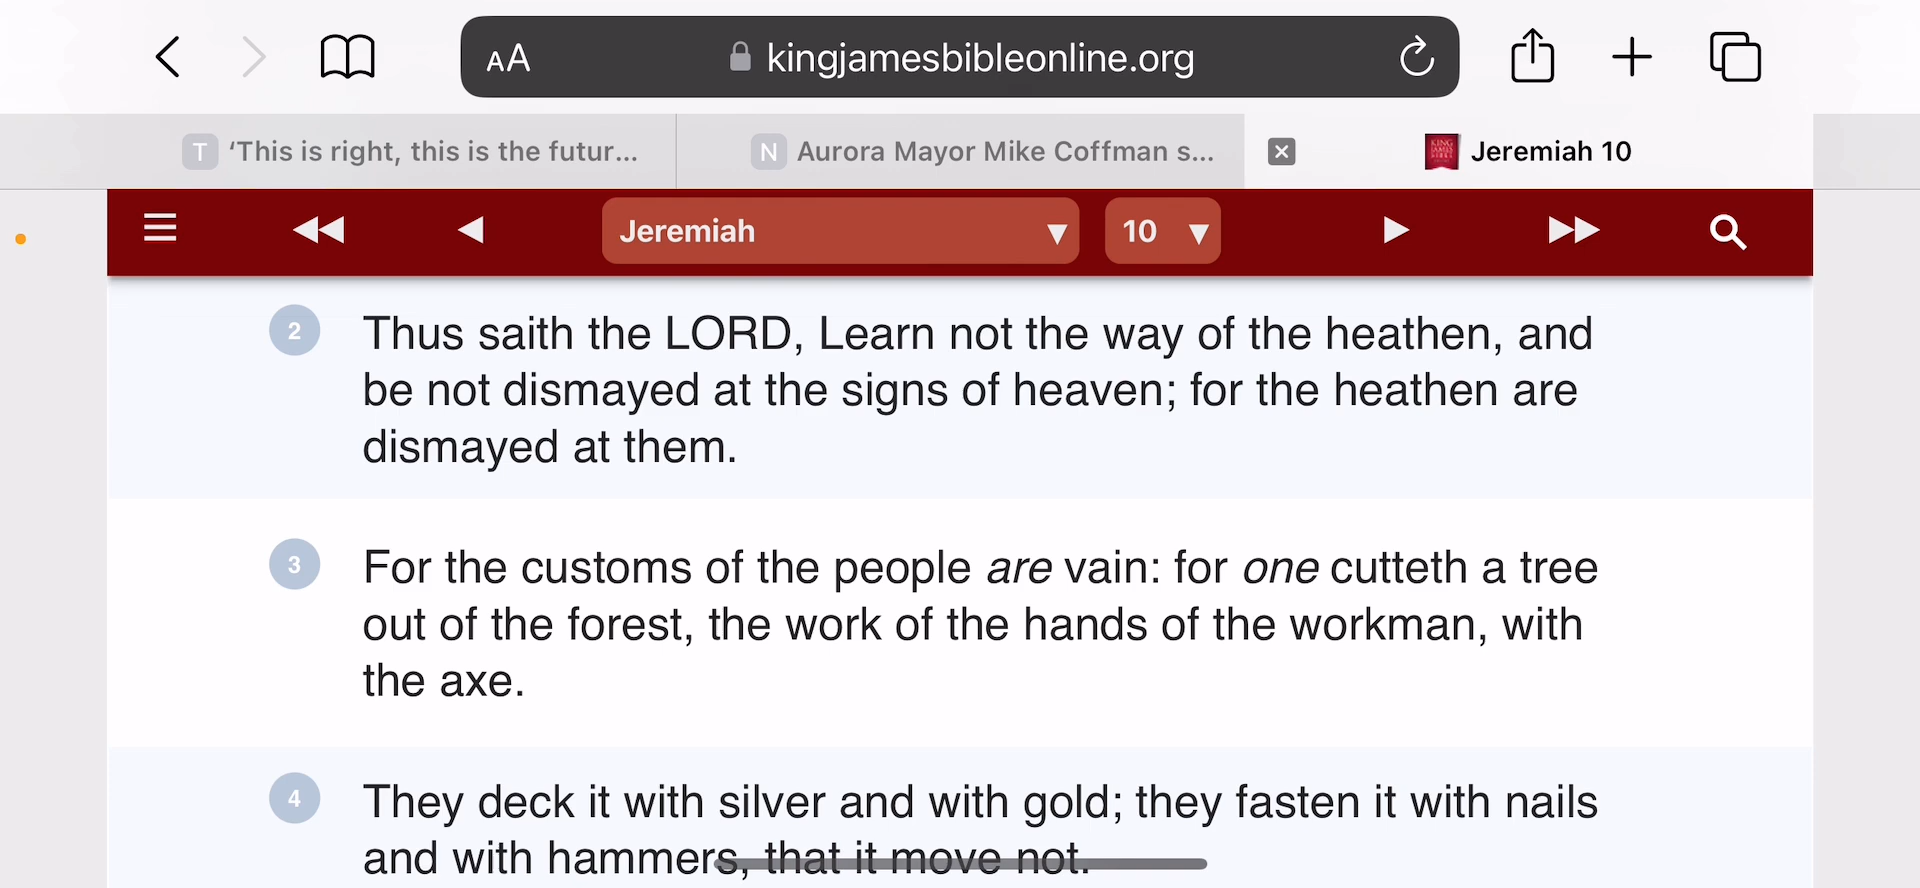 AA kingjamesbibleonline.org
T 'This is right, this is the futur... N Aurora Mayor Mike Coffman s... Jeremiah 10
Jeremiah 10
2 Thus saith the LORD, Learn not the way of the heathen, and
be not dismayed at the signs of heaven; for the heathen are
dismayed at them.
3 For the customs of the people are vain: for one cutteth a tree
out of the forest, the work of the hands of the workman, with
the axe.
4 They deck it with silver and with gold; they fasten it with nails
and with hammers, that it move not.